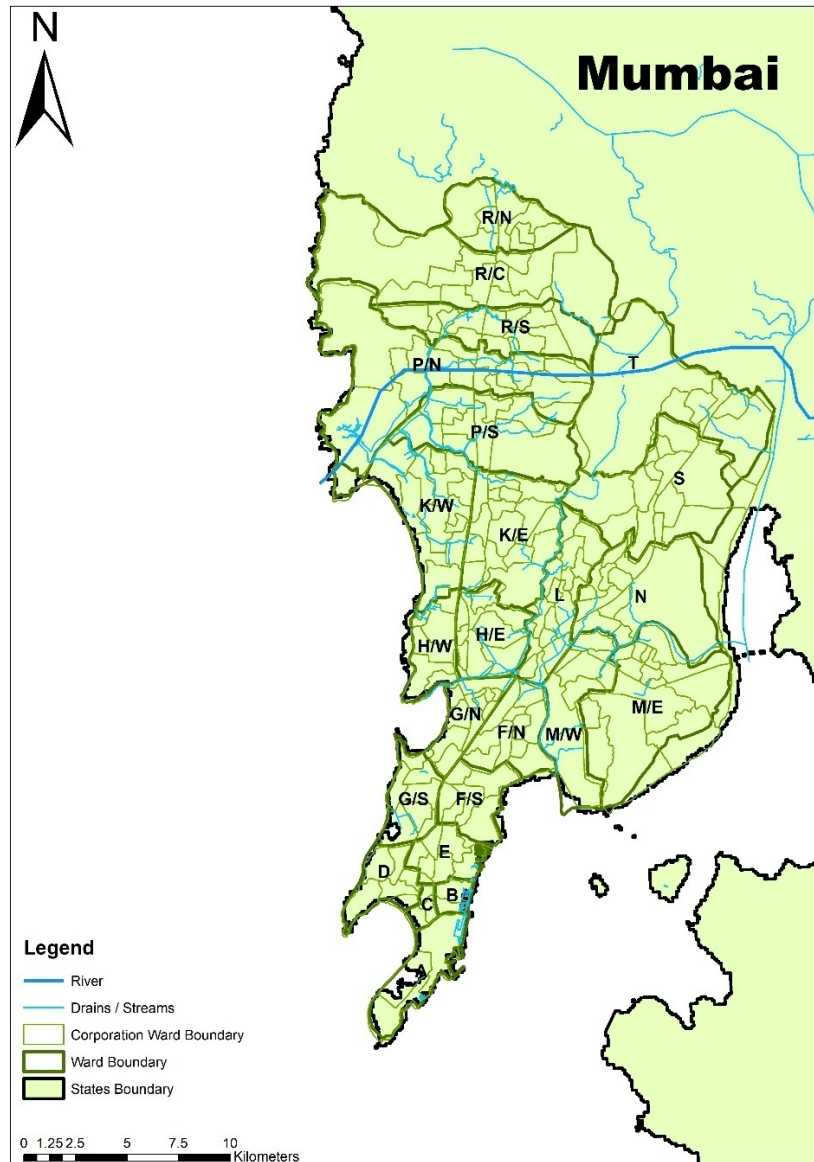 N
Mumbai
R/N
R/C
R/S
P/N
T
P/S
S
K/W
K/E
L
N
H/W
H/E
G/N
F/N
M/W
M/E
G/S
F/S
E
D
C
B
A
Legend
River
Drains / Streams
Corporation Ward Boundary
Ward Boundary
States Boundary
0 1.25 2.5 5 7.5 10
Kilometers